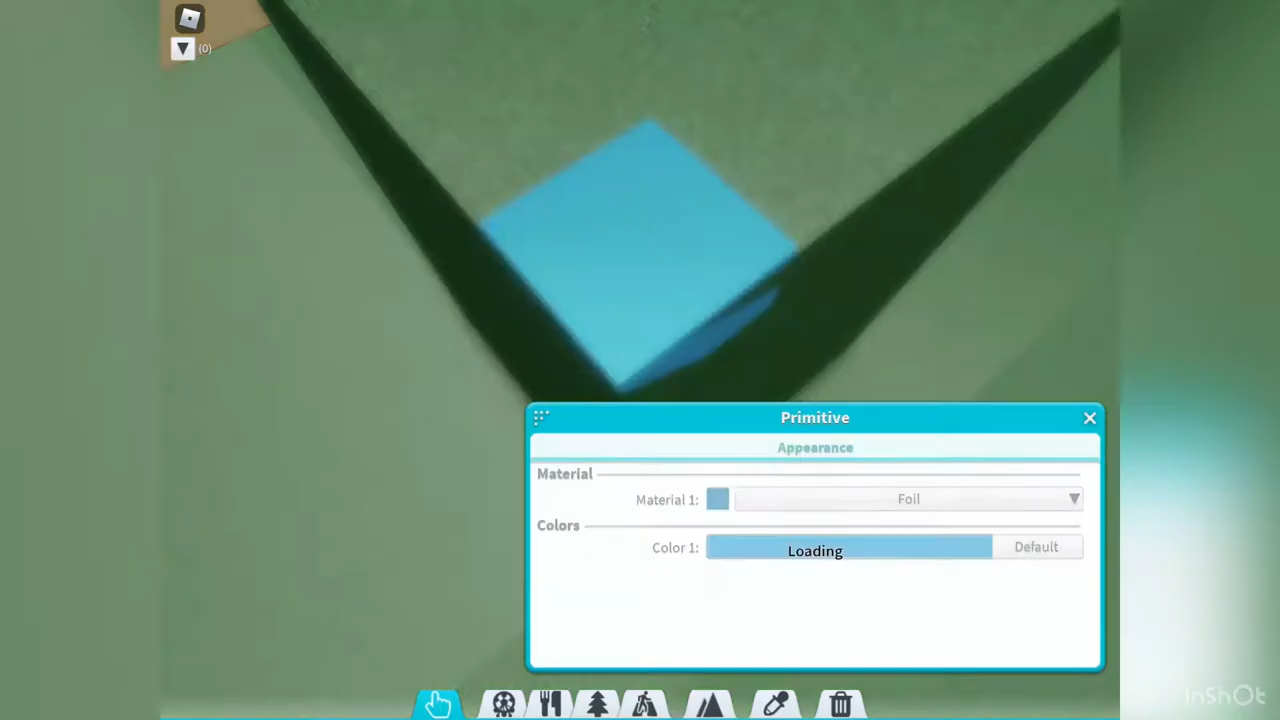 (0)
Primitive
Appearance
Material
Material 1:
Foil
Colors
Color 1:
Loading
Default
InShOt